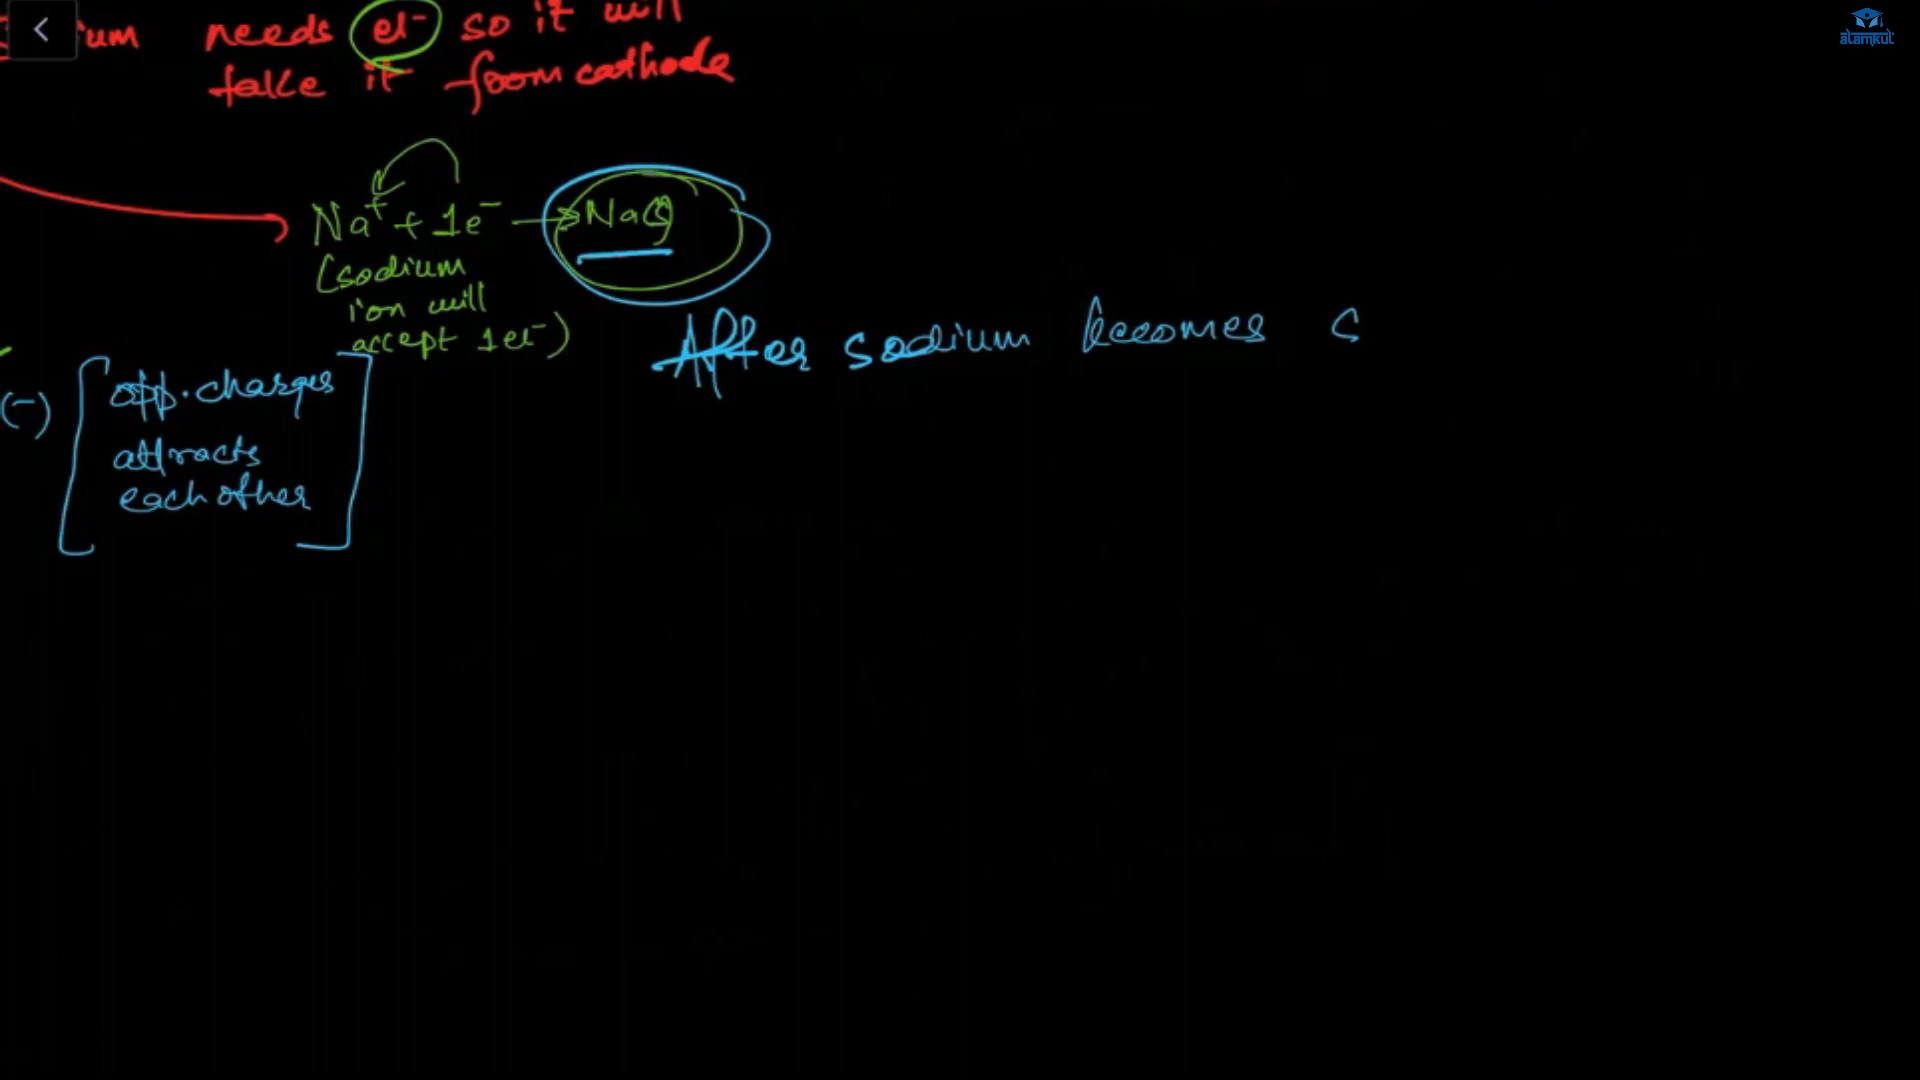 um needs el⁻ so it will
take it from cathode
Na⁺ + 1e⁻ → Na(s)
(sodium
ion will
accept 1el⁻)
After sodium becomes s
(-) [opp. charges
attracts
each other]
alamkul